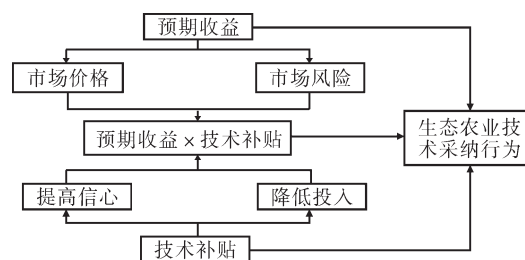 预期收益
市场价格
市场风险
预期收益×技术补贴
生态农业技
术采纳行为
提高信心
降低投入
技术补贴